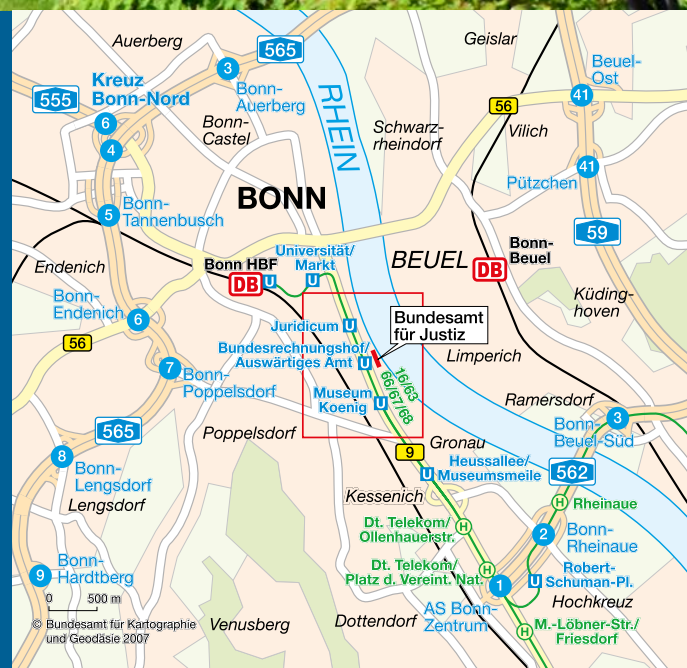 Auerberg
565
Geislar
Kreuz
Bonn-Nord
555
3
Bonn-
Auerberg
Beuel-
Ost
41
6
4
Bonn-
Castel
RHEIN
Schwarz-
rheindorf
56
Vilich
41
Pützchen
BONN
5
Bonn-
Tannenbusch
59
Universität/
Markt
U
Bonn HBF
DB
U
BEUEL
DB
Bonn-
Beuel
Endenich
Bonn-
Endenich
6
Küding-
hoven
56
Juridicum
U
Bundesamt
für Justiz
Bundesrechnungshof/
Auswärtiges Amt
U
Limperich
7
Bonn-
Poppelsdorf
16/63
66/67/68
Museum
Koenig
U
Ramersdorf
Bonn-
Beuel-Süd
3
565
Poppelsdorf
9
Gronau
8
Bonn-
Lengsdorf
Lengsdorf
Heussallee/
Museumsmeile
U
562
Kessenich
H
Rheinaue
Dt. Telekom/
Ollenhauerstr.
H
2
Bonn-
Rheinaue
9
Bonn-
Hardtberg
Dt. Telekom/
Platz d. Vereint. Nat.
H
1
U
Robert-
Schuman-Pl.
Hochkreuz
AS Bonn-
Zentrum
0 500 m
© Bundesamt für Kartographie
und Geodäsie 2007
Venusberg
Dottendorf
H
M.-Löbner-Str./
Friesdorf